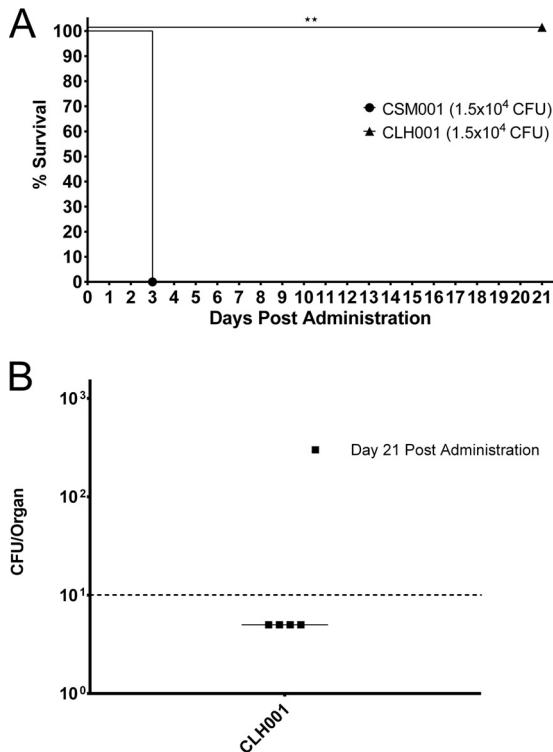 A
**
100
90
80
70
60
50
40
30
20
10
0
% Survival
CSM001 (1.5x10⁴ CFU)
CLH001 (1.5x10⁴ CFU)
0 1 2 3 4 5 6 7 8 9 10 11 12 13 14 15 16 17 18 19 20 21
Days Post Administration
B
10³
10²
10¹
10⁰
CFU/Organ
Day 21 Post Administration
CLH001